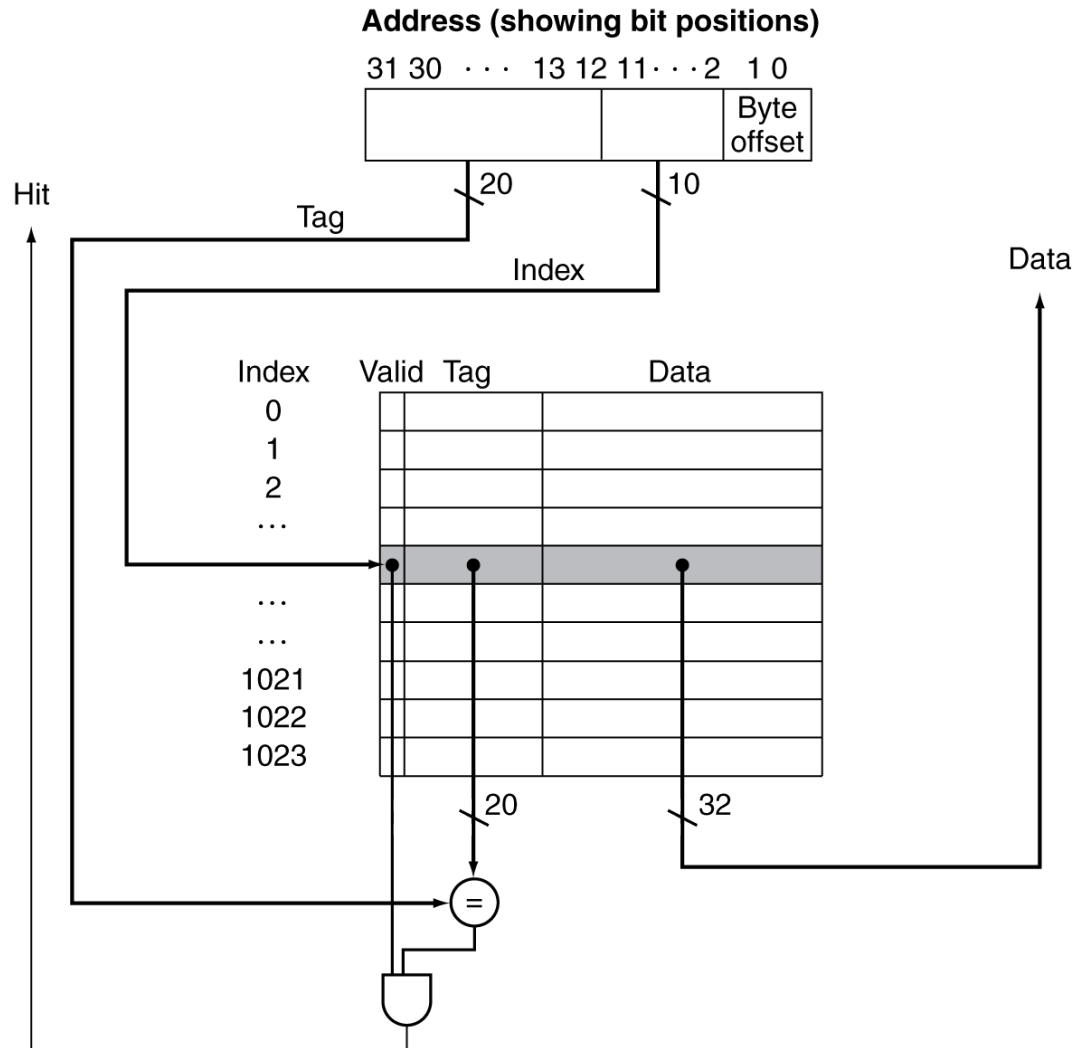 Address (showing bit positions)
31 30 · · · 13 12 11 · · · 2 1 0
Byte
offset
20 10
Hit
Tag
Index
Data
Index Valid Tag Data
0
1
2
...
...
...
1021
1022
1023
20 32
=